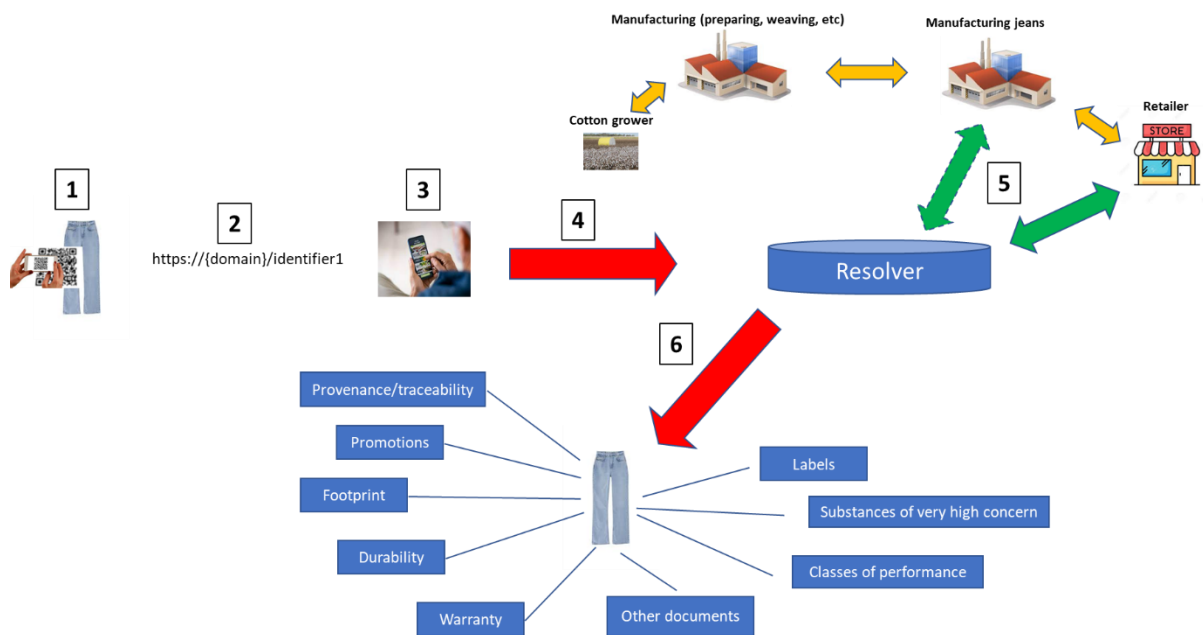 Manufacturing (preparing, weaving, etc)
Manufacturing jeans
Retailer
STORE
Cotton grower
1
2
3
4
5
https://{domain}/identifier1
Resolver
6
Provenance/traceability
Promotions
Labels
Footprint
Substances of very high concern
Durability
Classes of performance
Warranty
Other documents